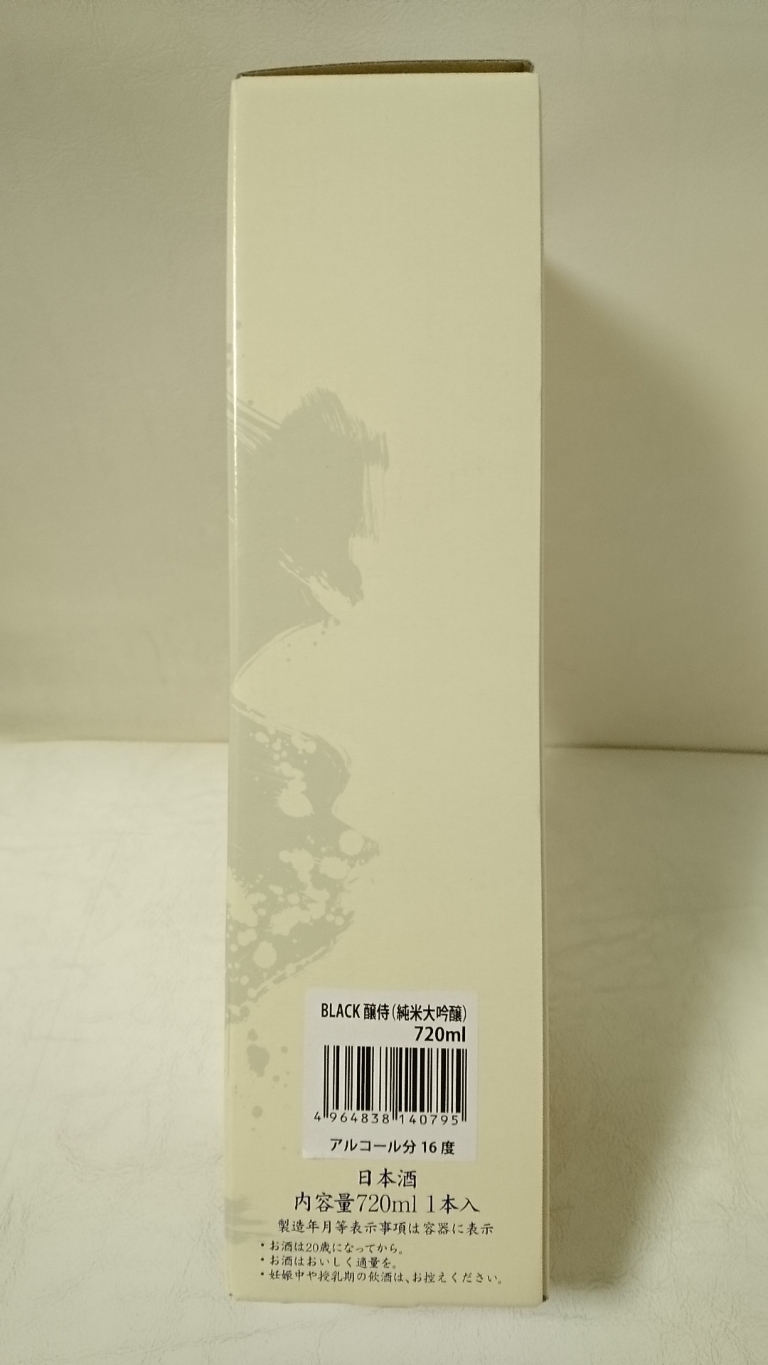 BLACK 醸侍(純米大吟醸)
720ml
4 964838 140795
アルコール分 16 度
日本酒
内容量720ml 1本入
製造年月等表示事項は容器に表示
・お酒は20歳になってから。
・お酒はおいしく適量を。
・妊娠中や授乳期の飲酒は、お控えください。